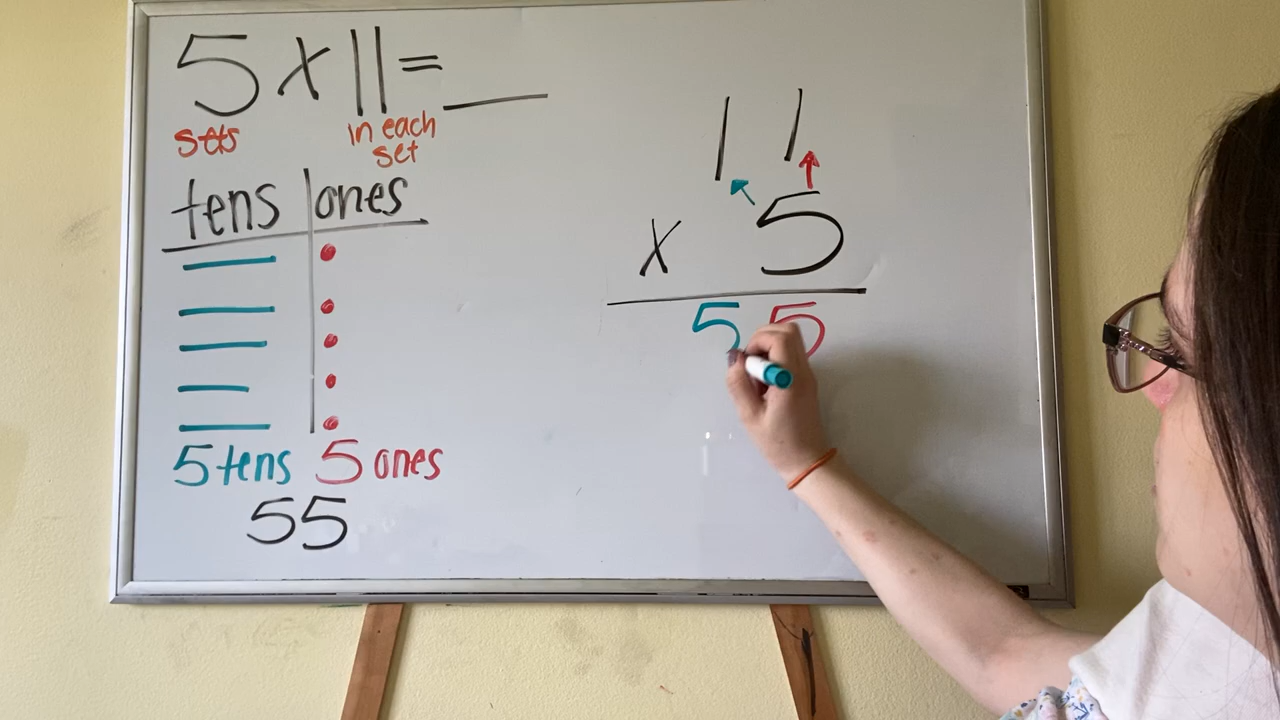 5 x 11 = ___
sets in each
set
tens ones
5 tens 5 ones
55
11
x 5
55